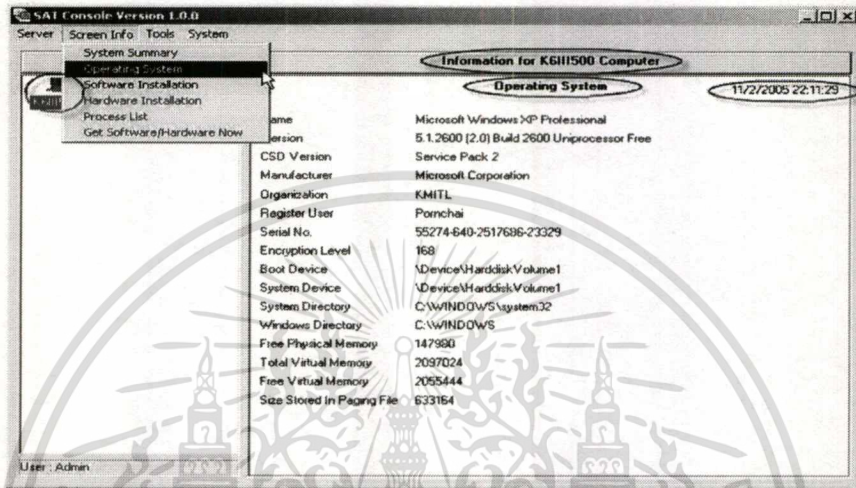 SAT Console Version 1.0.0
Server Screen Info Tools System
System Summary
Operating System
Software Installation
Hardware Installation
Process List
Get Software/Hardware Now
Information for K6III500 Computer
Operating System
11/2/2005 22:11:29
Name Microsoft Windows XP Professional
Version 5.1.2600 [2.0] Build 2600 Uniprocessor Free
CSD Version Service Pack 2
Manufacturer Microsoft Corporation
Organization KMITL
Register User Pornchai
Serial No. 55274-640-2517686-23329
Encryption Level 168
Boot Device \Device\HarddiskVolume1
System Device \Device\HarddiskVolume1
System Directory C:\WINDOWS\system32
Windows Directory C:\WINDOWS
Free Physical Memory 147980
Total Virtual Memory 2097024
Free Virtual Memory 2055444
Size Stored In Paging File 633164
User : Admin